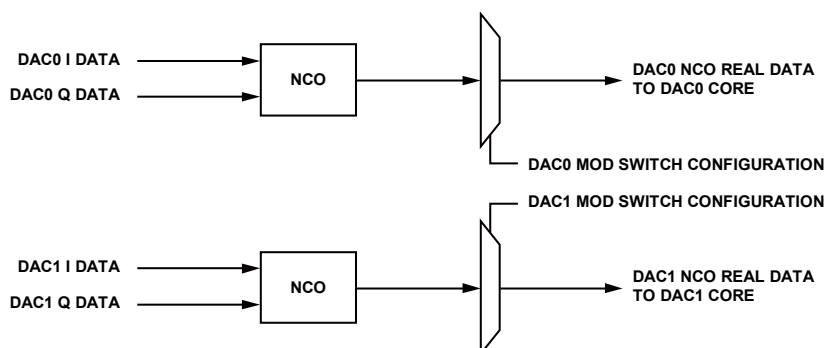 DAC0 I DATA
DAC0 Q DATA
NCO
DAC0 NCO REAL DATA
TO DAC0 CORE
DAC0 MOD SWITCH CONFIGURATION
DAC1 MOD SWITCH CONFIGURATION
DAC1 I DATA
DAC1 Q DATA
NCO
DAC1 NCO REAL DATA
TO DAC1 CORE